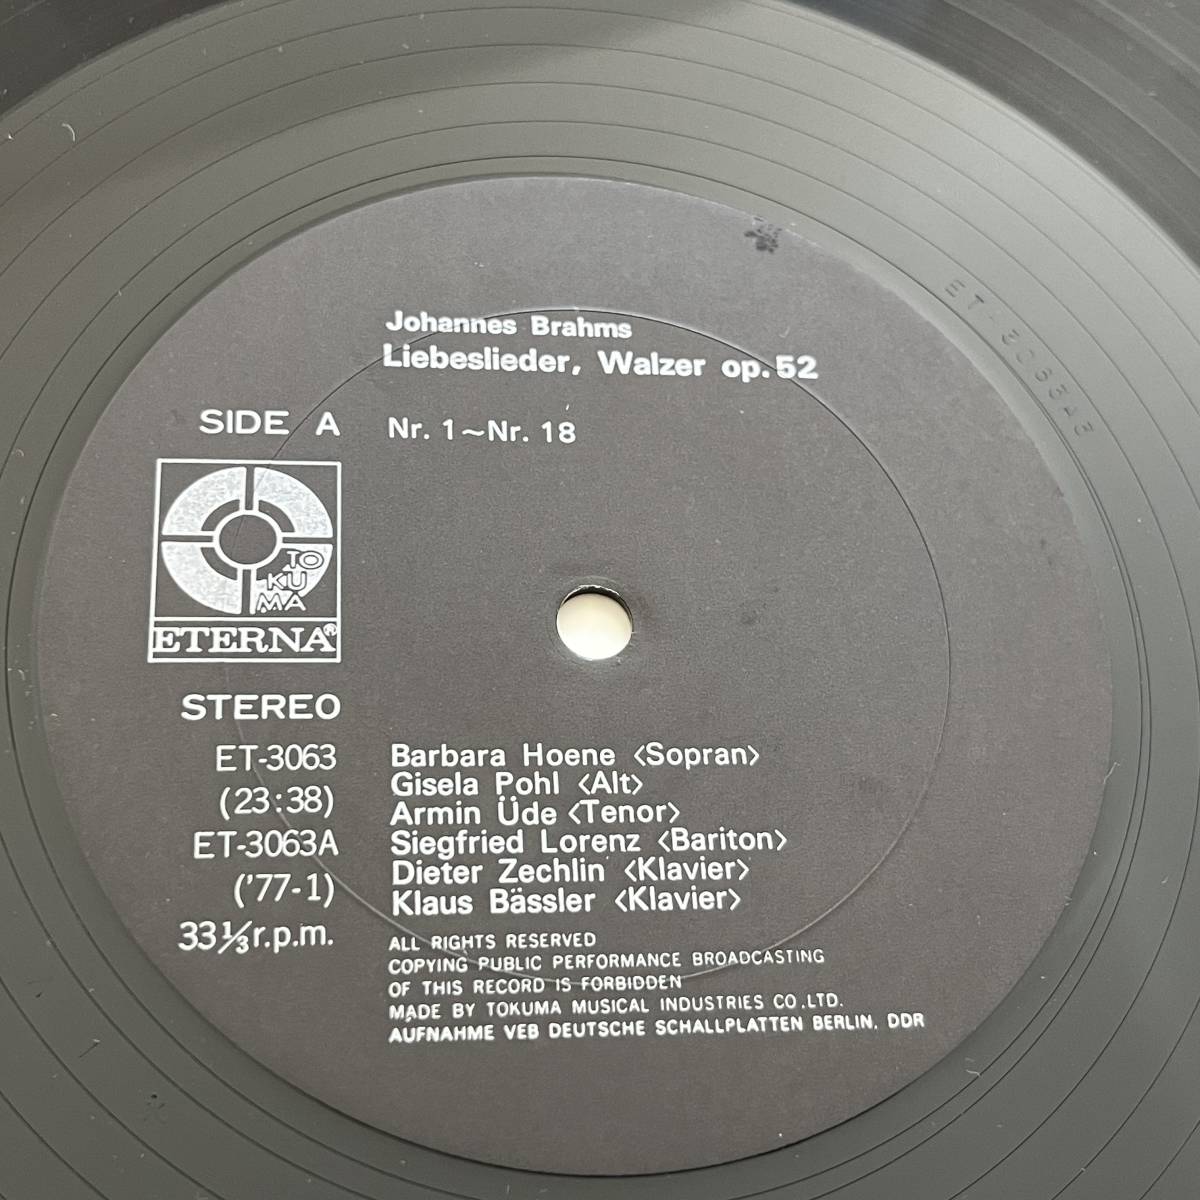 Johannes Brahms
Liebeslieder, Walzer op.52
SIDE A
Nr. 1~Nr. 18
TO
KU
MA
ETERNA®
STEREO
ET-3063
(23:38)
ET-3063A
('77-1)
33⅓r.p.m.
Barbara Hoene <Sopran>
Gisela Pohl <Alt>
Armin Üde <Tenor>
Siegfried Lorenz <Bariton>
Dieter Zechlin <Klavier>
Klaus Bässler <Klavier>
ALL RIGHTS RESERVED
COPYING PUBLIC PERFORMANCE BROADCASTING
OF THIS RECORD IS FORBIDDEN
MADE BY TOKUMA MUSICAL INDUSTRIES CO.,LTD.
AUFNAHME VEB DEUTSCHE SCHALLPLATTEN BERLIN. DDR